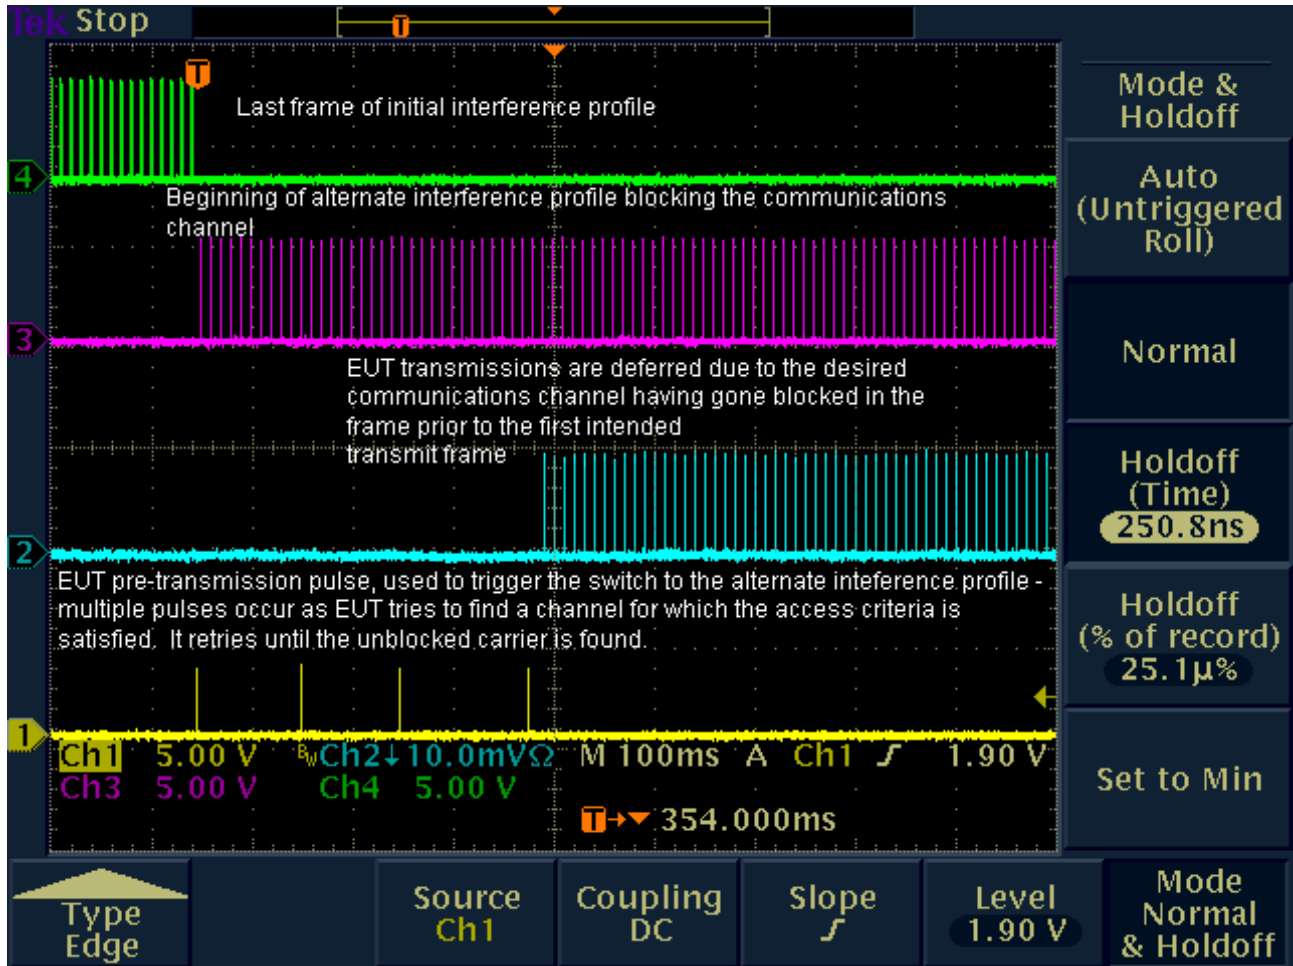 Tek Stop
T
T
Last frame of initial interference profile
4
Beginning of alternate interference profile blocking the communications
channel
3
EUT transmissions are deferred due to the desired
communications channel having gone blocked in the
frame prior to the first intended
transmit frame
2
EUT pre-transmission pulse, used to trigger the switch to the alternate inteference profile -
multiple pulses occur as EUT tries to find a channel for which the access criteria is
satisfied. It retries until the unblocked carrier is found.
1
Ch1 5.00 V BwCh2↓10.0mVΩ M 100ms A Ch1 ƒ 1.90 V
Ch3 5.00 V Ch4 5.00 V
T→▼ 354.000ms
Mode &
Holdoff
Auto
(Untriggered
Roll)
Normal
Holdoff
(Time)
250.8ns
Holdoff
(% of record)
25.1µ%
Set to Min
Type
Edge
Source
Ch1
Coupling
DC
Slope
ƒ
Level
1.90 V
Mode
Normal
& Holdoff